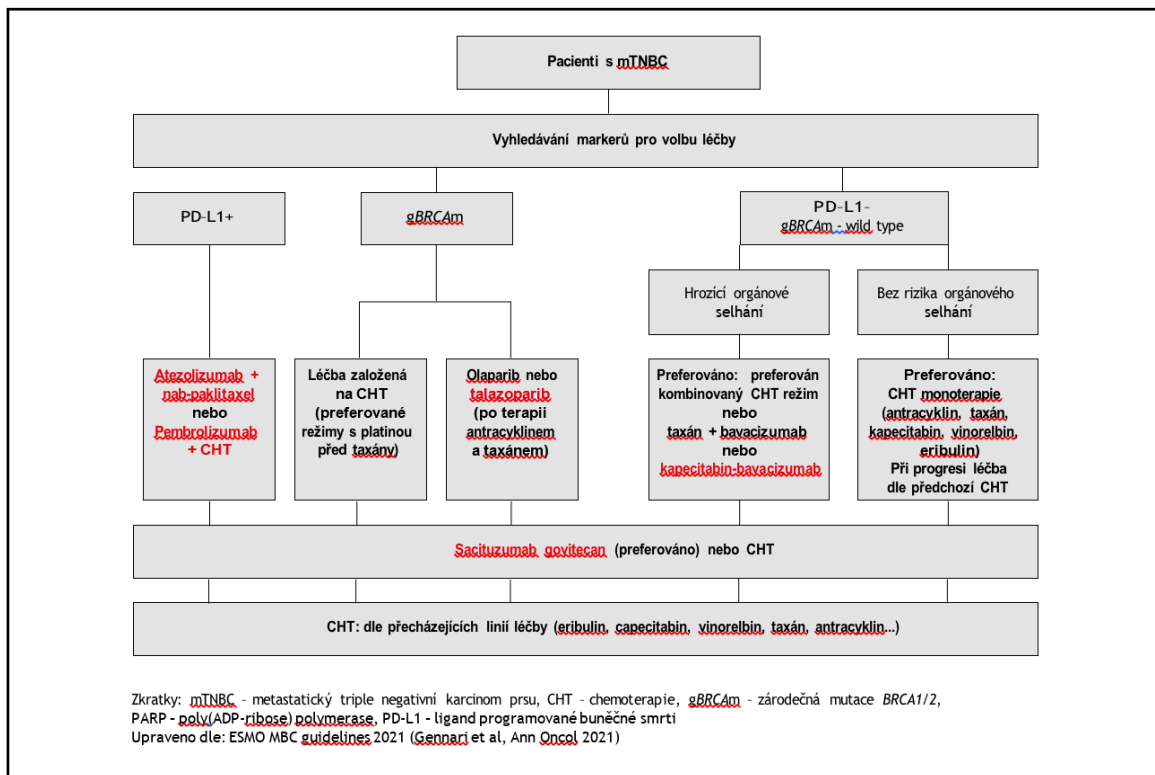 Pacienti s mTNBC
Vyhledávání markerů pro volbu léčby
PD-L1+
gBRCAm
PD-L1-
gBRCAm - wild type
Hrozící orgánové
selhání
Bez rizika orgánového
selhání
Atezolizumab +
nab-paklitaxel
nebo
Pembrolizumab
+ CHT
Léčba založená
na CHT
(preferované
režimy s platinou
před taxány)
Olaparib nebo
talazoparib
(po terapii
antracyklinem
a taxánem)
Preferováno: preferován
kombinovaný CHT režim
nebo
taxán + bavacizumab
nebo
kapecitabin-bavacizumab
Preferováno:
CHT monoterapie
(antracyklin, taxán,
kapecitabin, vinorelbin,
eribulin)
Při progresi léčba
dle předchozí CHT
Sacituzumab govitecan (preferováno) nebo CHT
CHT: dle přecházejících linií léčby (eribulin, capecitabin, vinorelbin, taxán, antracyklin...)
Zkratky: mTNBC – metastatický triple negativní karcinom prsu, CHT – chemoterapie, gBRCAm – zárodečná mutace BRCA1/2,
PARP – poly(ADP-ribose) polymerase, PD-L1 – ligand programované buněčné smrti
Upraveno dle: ESMO MBC guidelines 2021 (Gennari et al, Ann Oncol 2021)